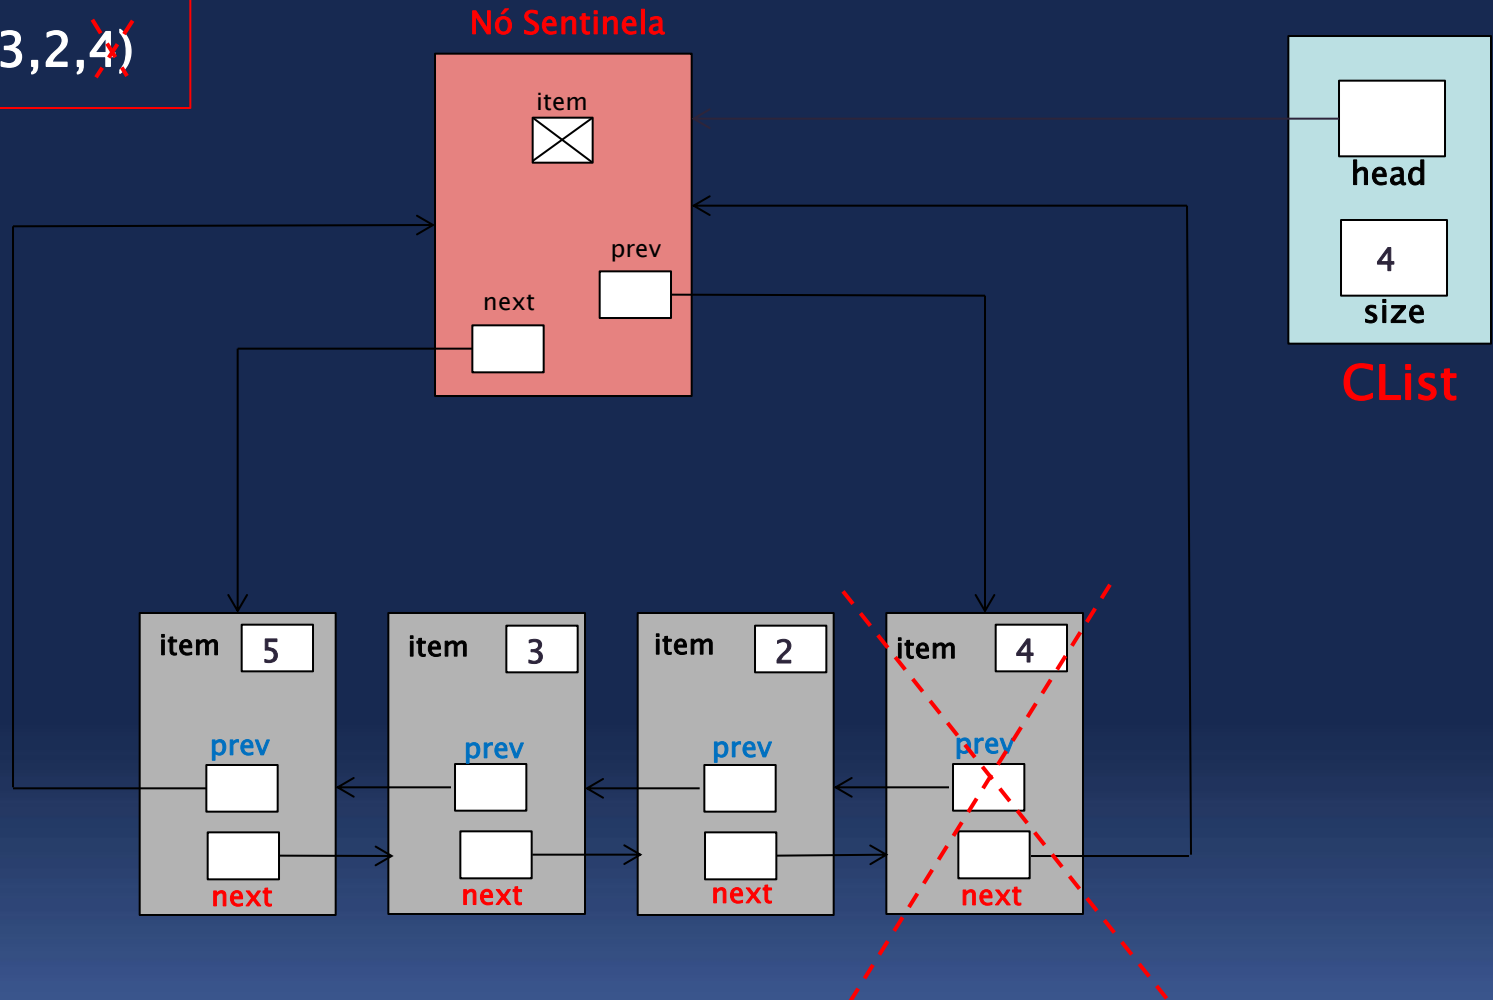 3,2,4)
Nó Sentinela
item
prev
next
head
4
size
CList
item 5
prev
next
item 3
prev
next
item 2
prev
next
item 4
prev
next